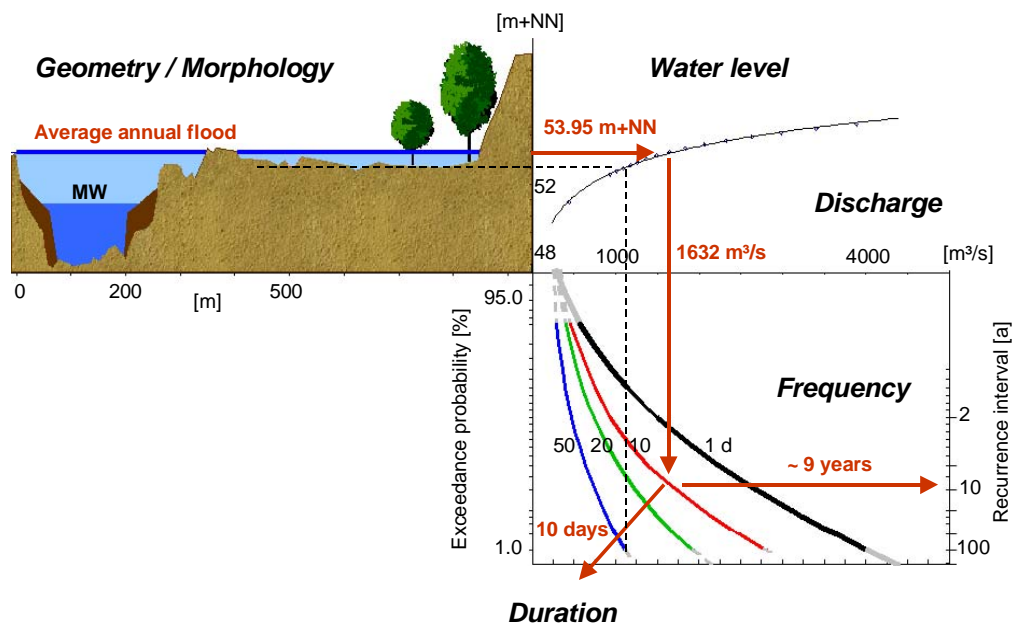 [m+NN]
Geometry / Morphology
Water level
Average annual flood
53.95 m+NN
MW
52
Discharge
48
1000
1632 m³/s
4000
[m³/s]
0
200
500
[m]
95.0
Exceedance probability [%]
Recurrence interval [a]
Frequency
2
50
20
10
1 d
~ 9 years
10
10 days
1.0
100
Duration